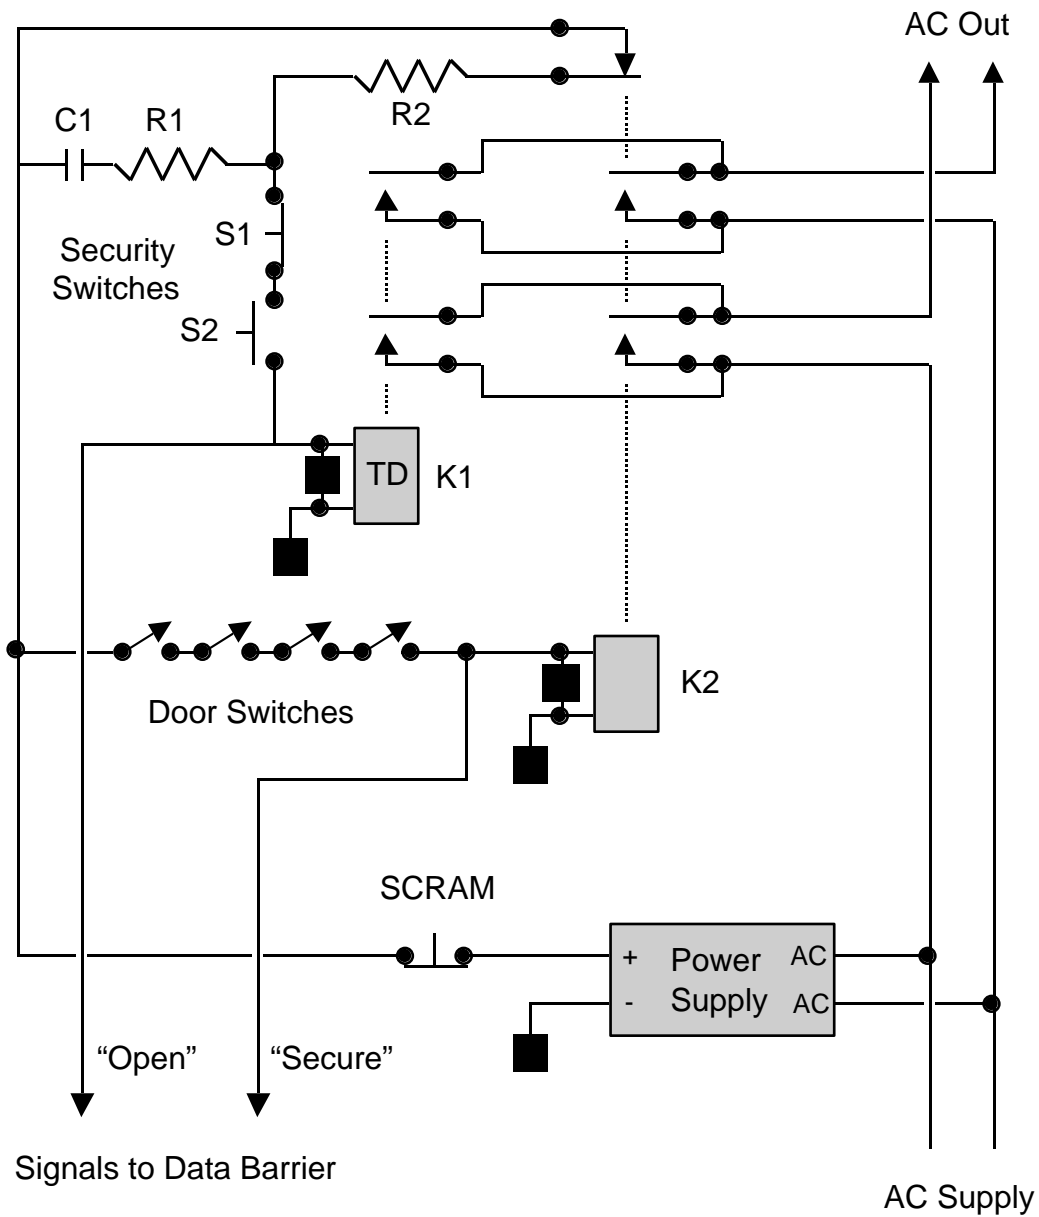 AC Out
R2
C1
R1
S1
Security
Switches
S2
TD
K1
K2
Door Switches
SCRAM
+
Power
Supply
AC
-
AC
“Open”
“Secure”
Signals to Data Barrier
AC Supply